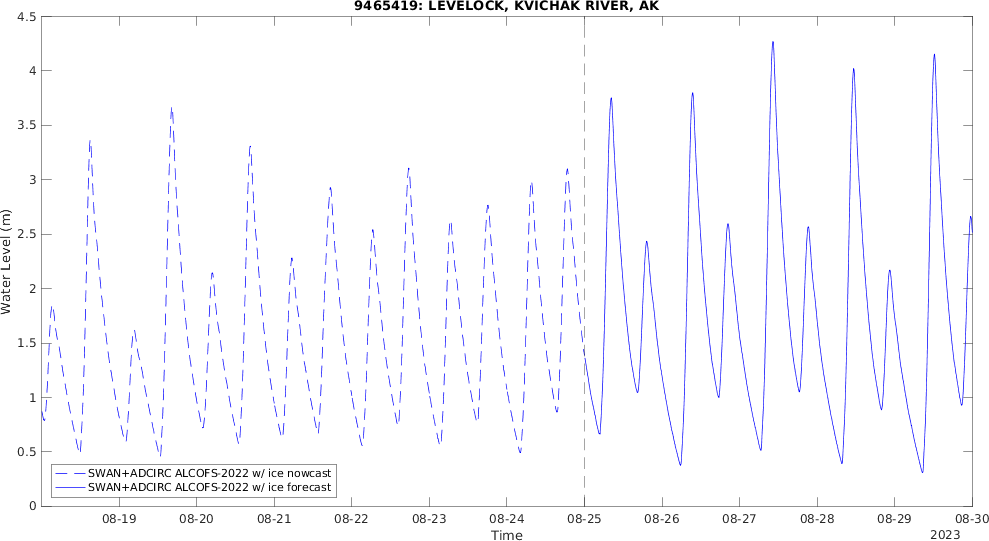 9465419: LEVELOCK, KVICHAK RIVER, AK
4.5
4
3.5
3
2.5
2
1.5
1
0.5
0
Water Level (m)
SWAN+ADCIRC ALCOFS-2022 w/ ice nowcast
SWAN+ADCIRC ALCOFS-2022 w/ ice forecast
08-19 08-20 08-21 08-22 08-23 08-24 08-25 08-26 08-27 08-28 08-29 08-30
Time
2023